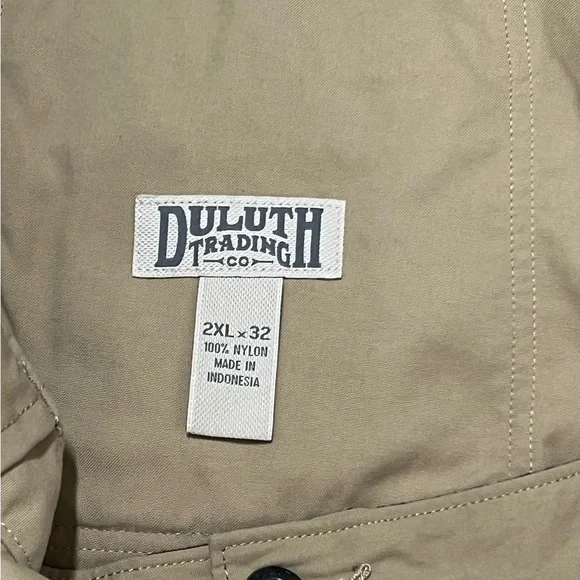 DULUTH
TRADING
CO
2XL x 32
100% NYLON
MADE IN
INDONESIA